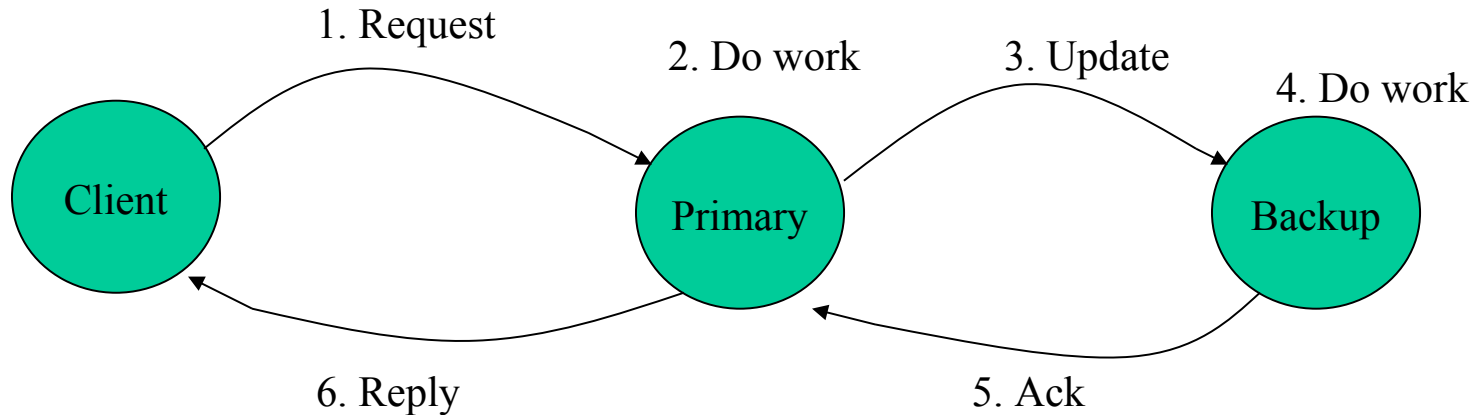 1. Request
2. Do work
3. Update
4. Do work
Client
Primary
Backup
6. Reply
5. Ack